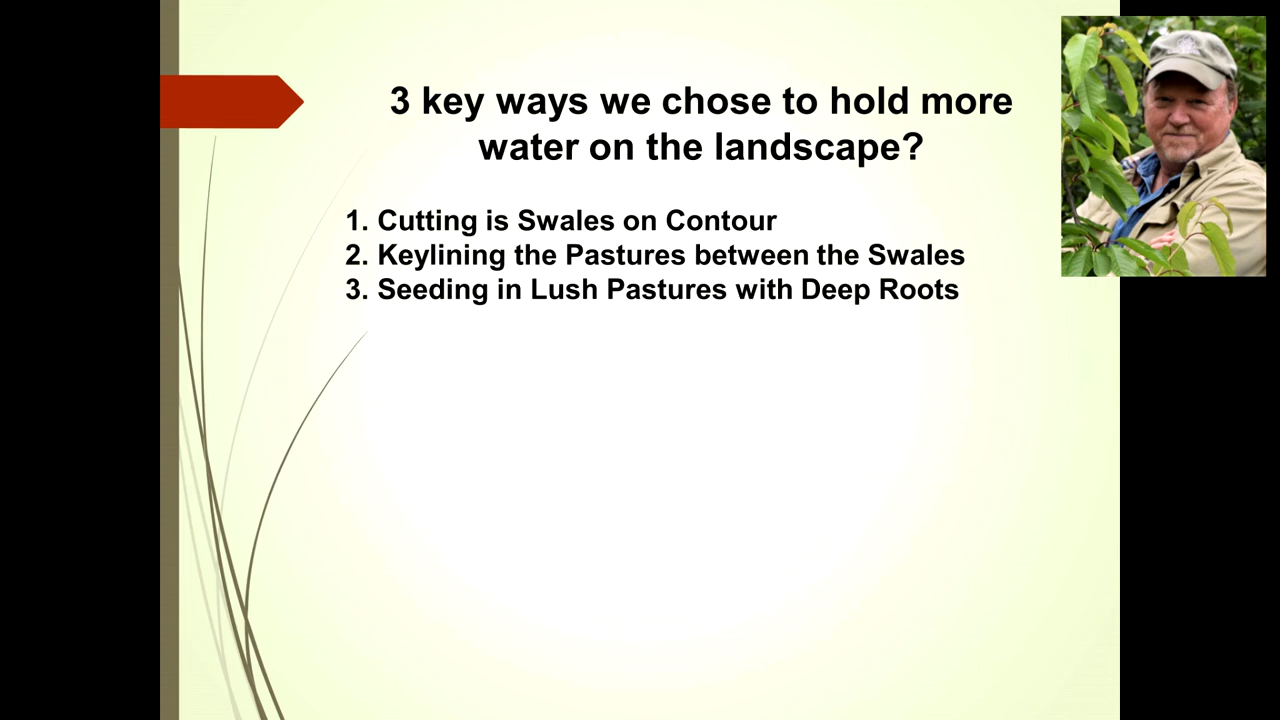 3 key ways we chose to hold more
water on the landscape?
1. Cutting is Swales on Contour
2. Keylining the Pastures between the Swales
3. Seeding in Lush Pastures with Deep Roots